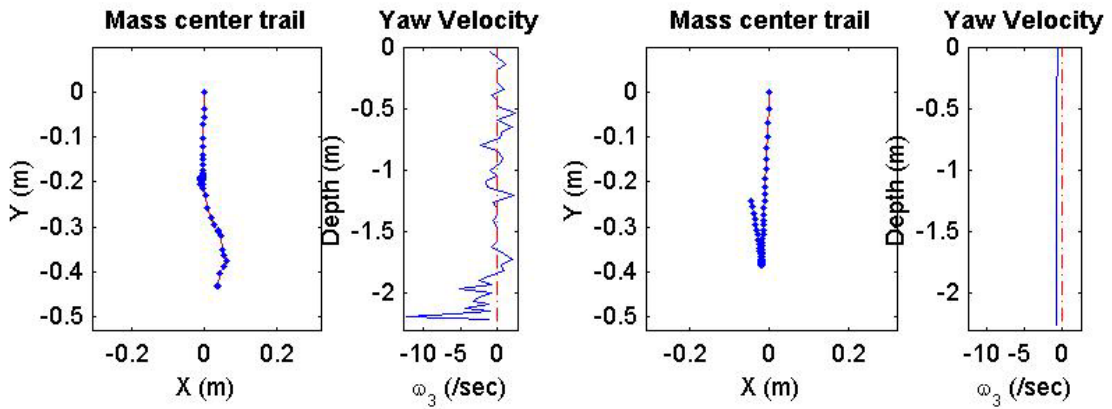 Mass center trail
Yaw Velocity
Mass center trail
Yaw Velocity
0
-0.1
-0.2
-0.3
-0.4
-0.5
Y (m)
-0.2 0 0.2
X (m)
0
-0.5
-1
-1.5
-2
Depth (m)
-10 -5 0
ω_3 (/sec)
0
-0.1
-0.2
-0.3
-0.4
-0.5
Y (m)
-0.2 0 0.2
X (m)
0
-0.5
-1
-1.5
-2
Depth (m)
-10 -5 0
ω_3 (/sec)